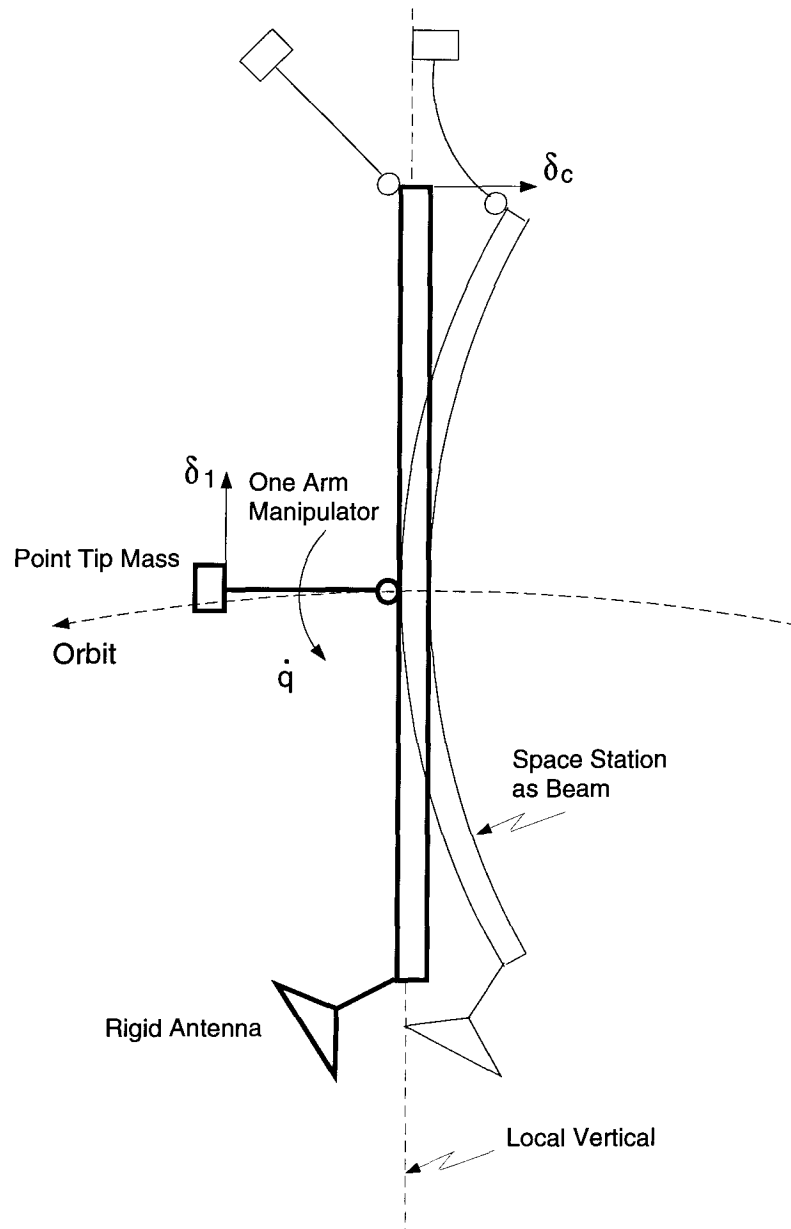 δc
δ1
One Arm
Manipulator
Point Tip Mass
Orbit
q̇
Space Station
as Beam
Rigid Antenna
Local Vertical